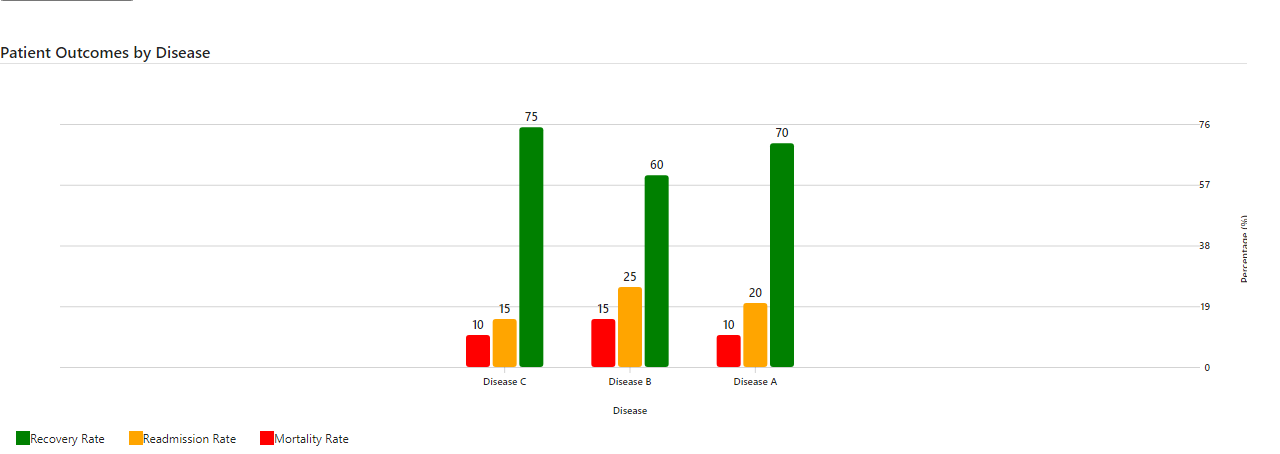 Patient Outcomes by Disease
75
70
60
25
20
15
15
10
10
76
57
38
19
0
Percentage (%)
Disease C Disease B Disease A
Disease
Recovery Rate Readmission Rate Mortality Rate